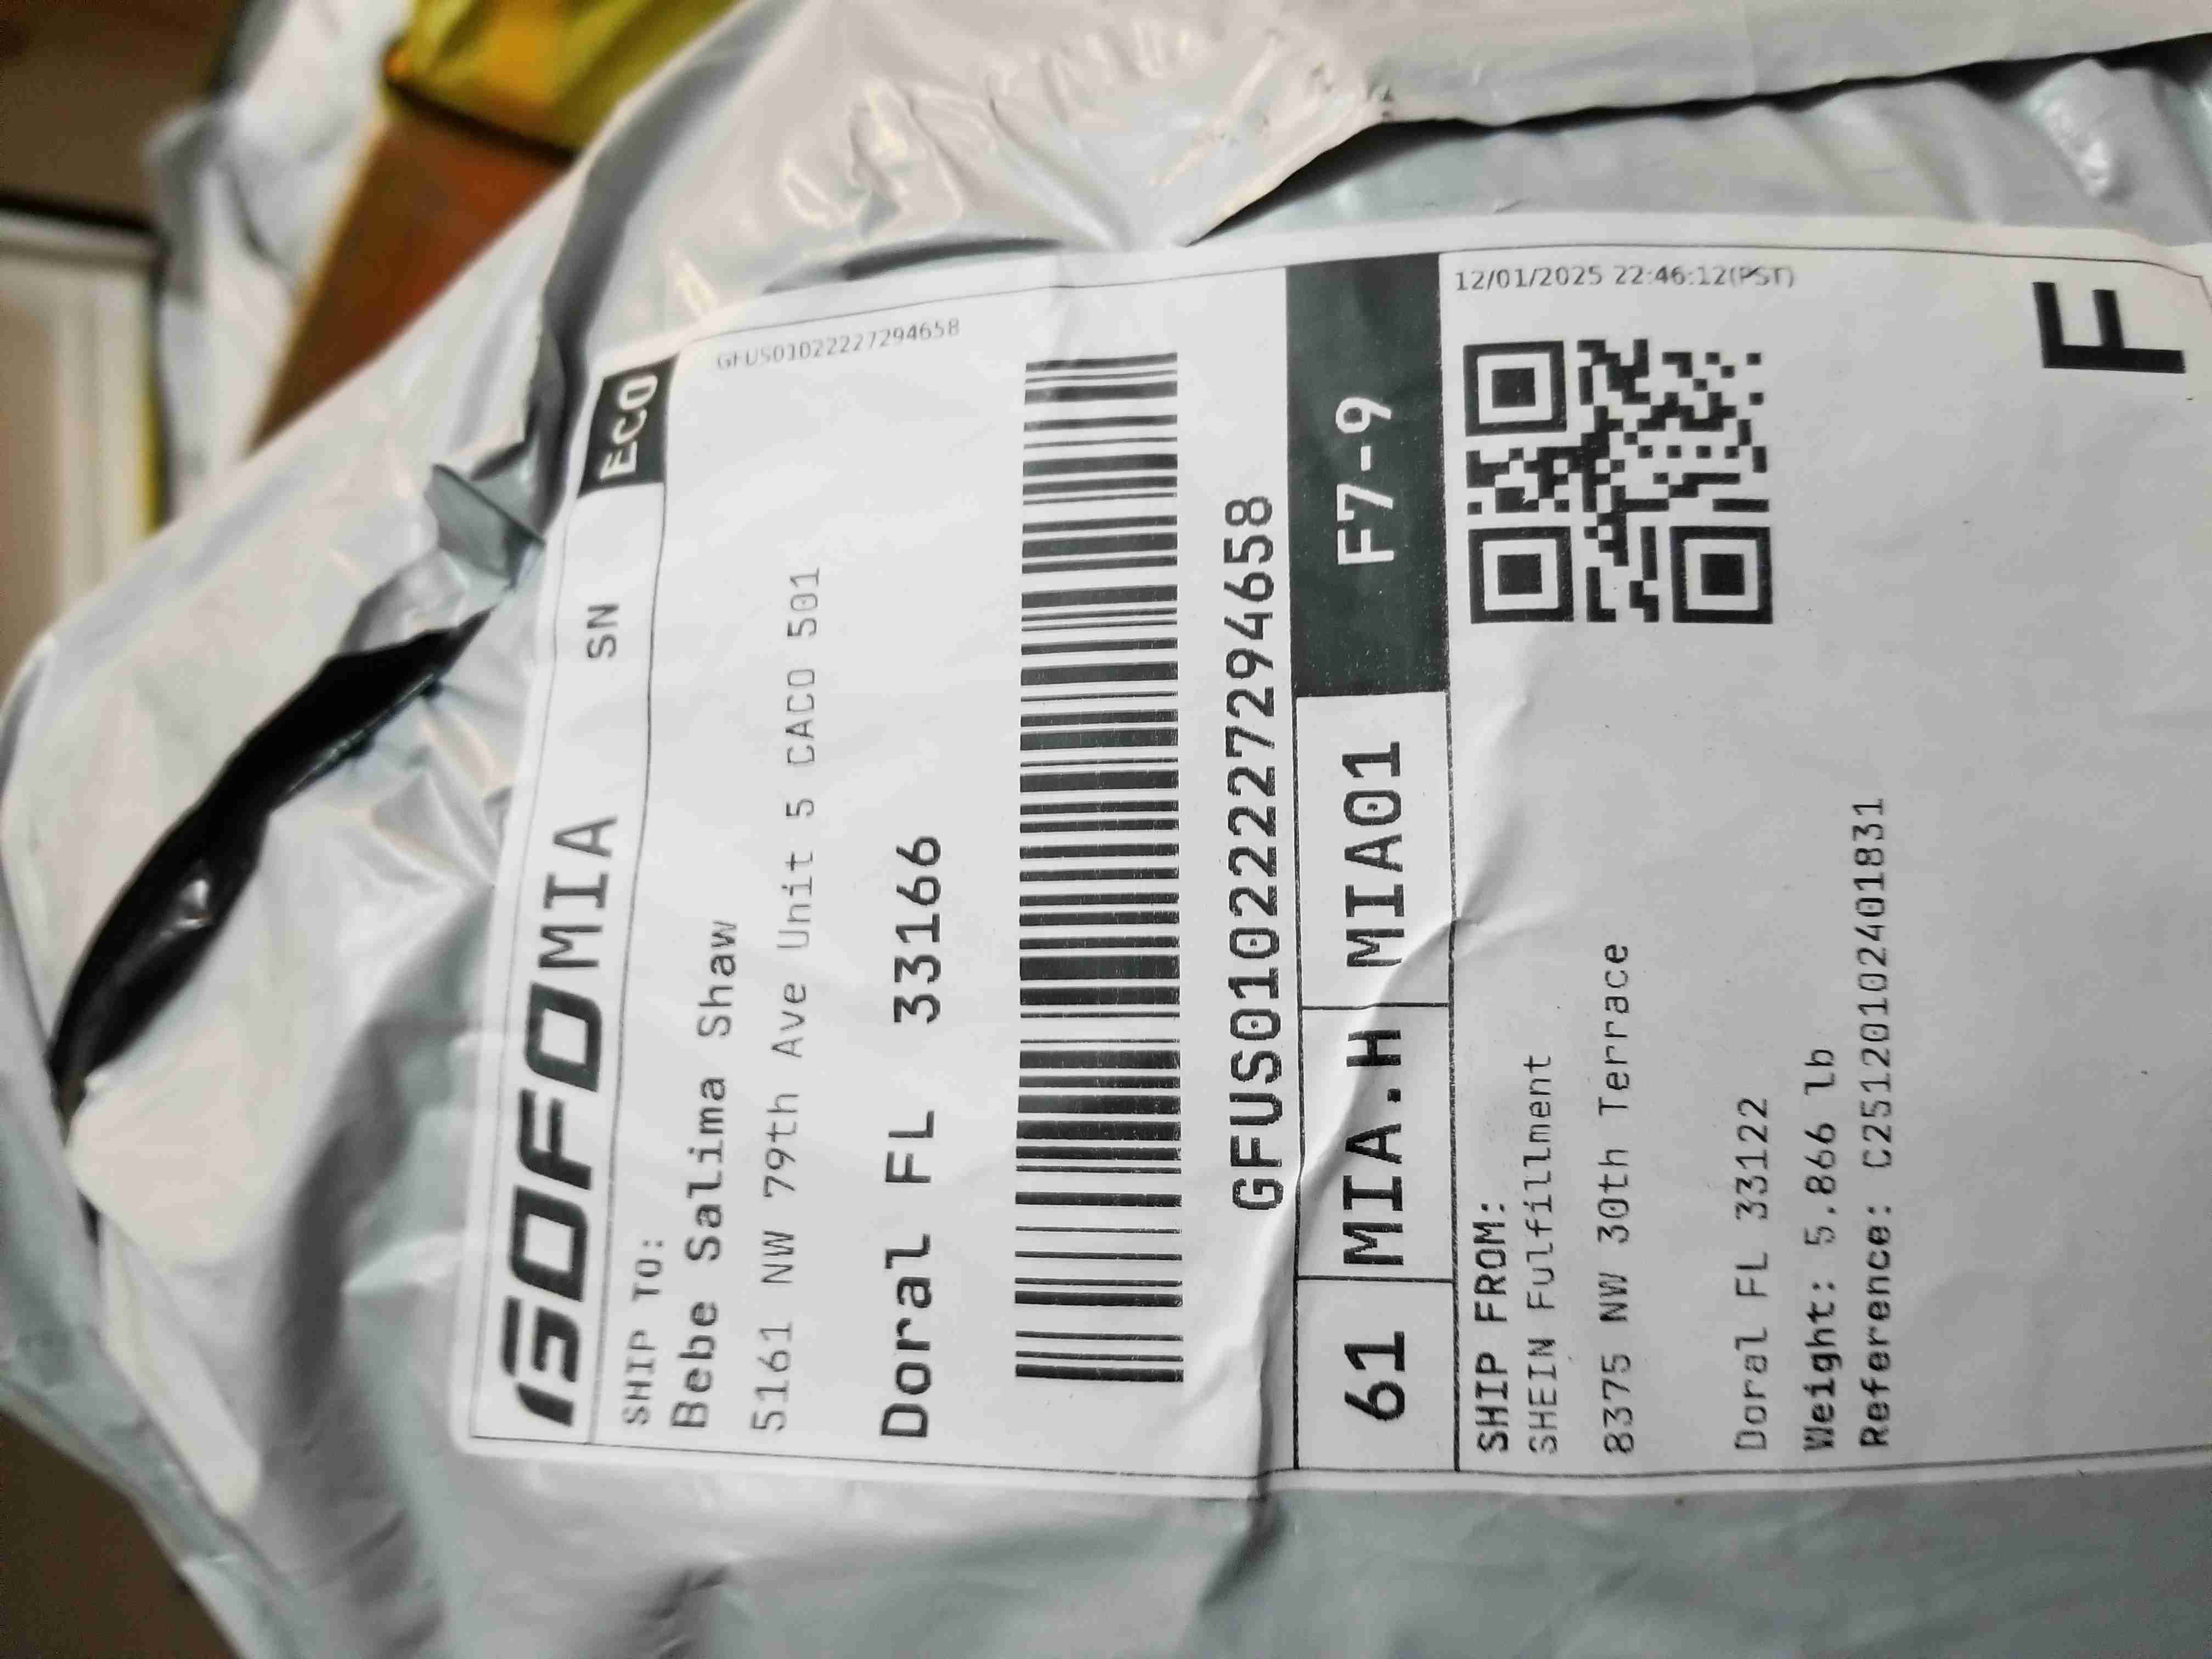 GOFO MIA SN ECO
GFUS01022227294658
SHIP TO:
Bebe Salima Shaw
5161 NW 79th Ave Unit 5 CACO 501
Doral FL 33166
GFUS01022227294658
61 MIA.H MIA01 F7-9
12/01/2025 22:46:12(PST)
SHIP FROM:
SHEIN Fulfillment
8375 NW 30th Terrace
Doral FL 33122
Weight: 5.866 lb
Reference: C2512010240​1831
F